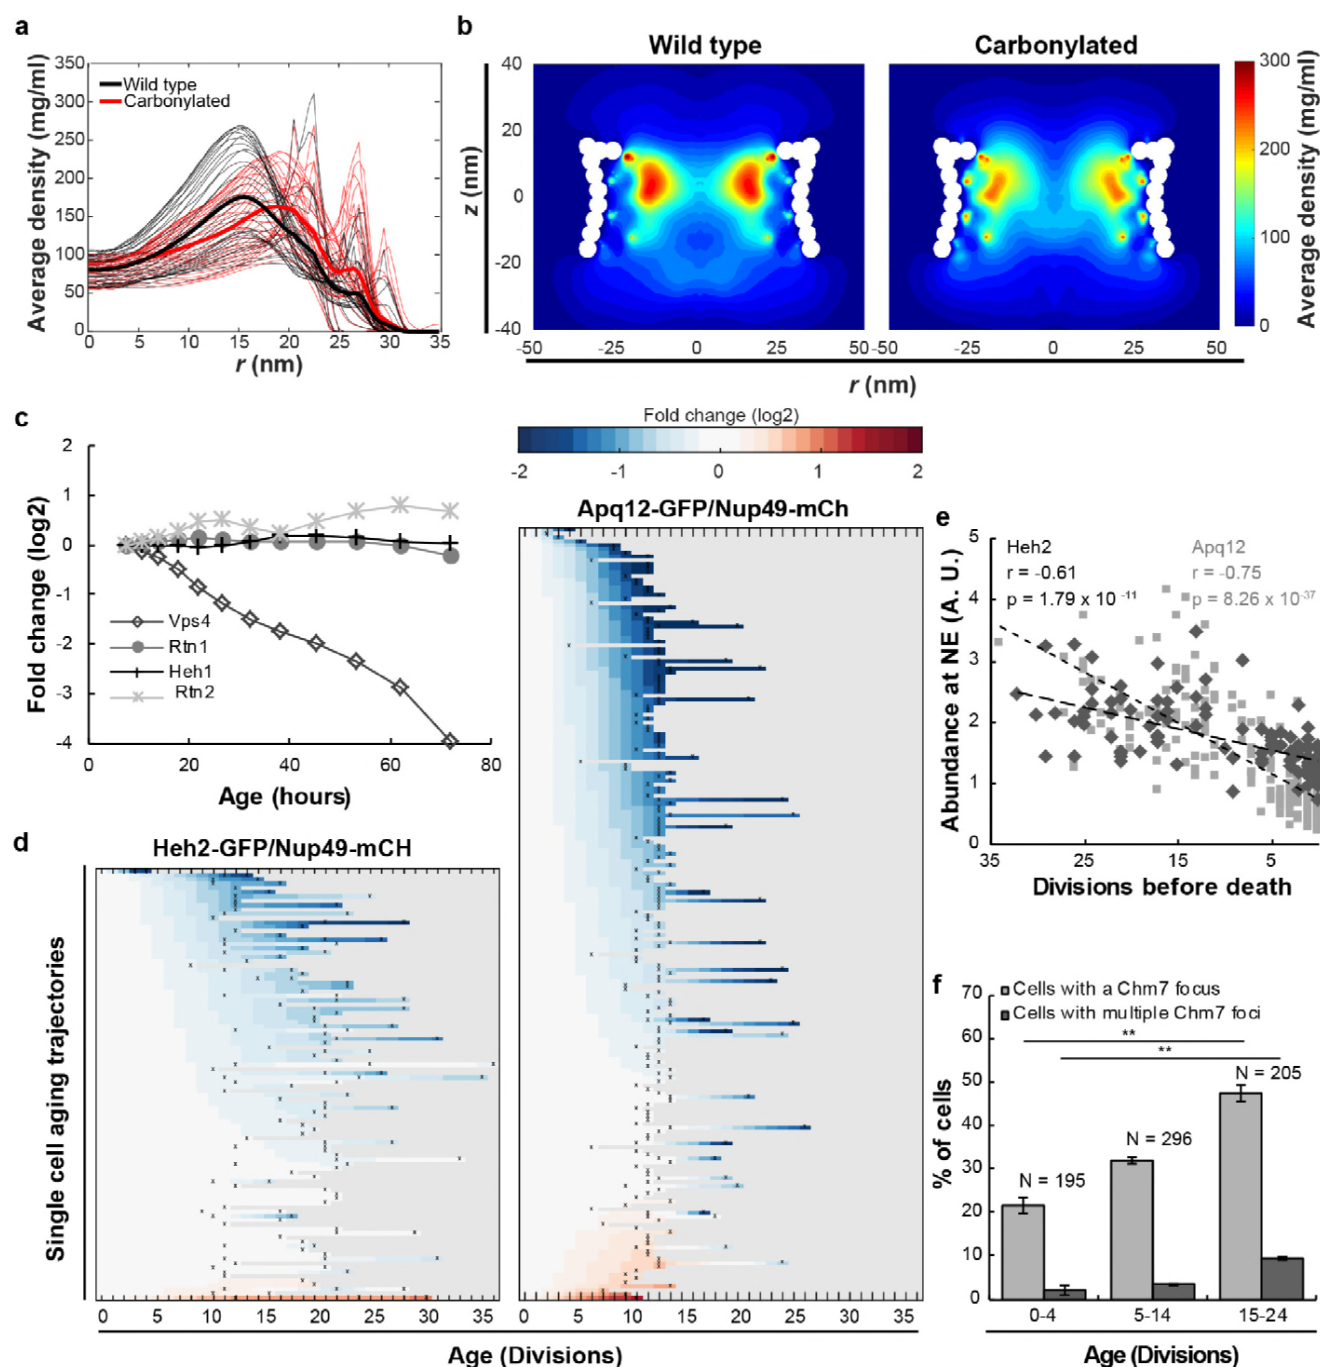 a
Average density (mg/ml)
350
300
250
200
150
100
50
0
Wild type
Carbonylated
0 5 10 15 20 25 30 35
r (nm)
b
Wild type
Carbonylated
z (nm)
40
20
0
-20
-40
-50 -25 0 25 50
-50 -25 0 25 50
r (nm)
300
200
100
0
Average density (mg/ml)
c
Fold change (log2)
2
1
0
-1
-2
-3
-4
Vps4
Rtn1
Heh1
Rtn2
0 20 40 60 80
Age (hours)
Fold change (log2)
-2 -1 0 1 2
d
Heh2-GFP/Nup49-mCH
Apq12-GFP/Nup49-mCh
Single cell aging trajectories
0 5 10 15 20 25 30 35
0 5 10 15 20 25 30 35
Age (Divisions)
e
Abundance at NE (A. U.)
5
4
3
2
1
0
Heh2
r = -0.61
p = 1.79 x 10 -11
Apq12
r = -0.75
p = 8.26 x 10-37
35 25 15 5
Divisions before death
f
Cells with a Chm7 focus
Cells with multiple Chm7 foci
% of cells
70
60
50
40
30
20
10
0
**
**
N = 195
N = 296
N = 205
0-4 5-14 15-24
Age (Divisions)